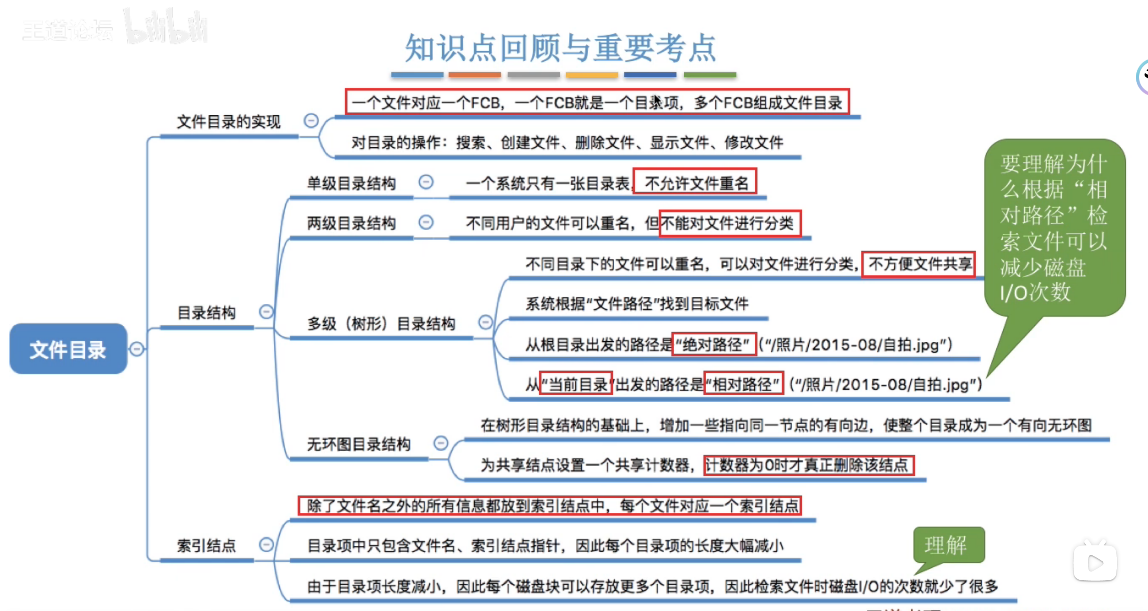 王道论坛 bilibili
知识点回顾与重要考点
文件目录
文件目录的实现
一个文件对应一个FCB，一个FCB就是一个目录项，多个FCB组成文件目录
对目录的操作：搜索、创建文件、删除文件、显示文件、修改文件
目录结构
单级目录结构
一个系统只有一张目录表，不允许文件重名
两级目录结构
不同用户的文件可以重名，但不能对文件进行分类
多级（树形）目录结构
不同目录下的文件可以重名，可以对文件进行分类，不方便文件共享
系统根据“文件路径”找到目标文件
从根目录出发的路径是“绝对路径”（“/照片/2015-08/自拍.jpg”）
从“当前目录”出发的路径是“相对路径”（“/照片/2015-08/自拍.jpg”）
要理解为什
么根据“相
对路径”检
索文件可以
减少磁盘
I/O次数
无环图目录结构
在树形目录结构的基础上，增加一些指向同一节点的有向边，使整个目录成为一个有向无环图
为共享结点设置一个共享计数器，计数器为0时才真正删除该结点
索引结点
除了文件名之外的所有信息都放到索引结点中，每个文件对应一个索引结点
目录项中只包含文件名、索引结点指针，因此每个目录项的长度大幅减小
由于目录项长度减小，因此每个磁盘块可以存放更多个目录项，因此检索文件时磁盘I/O的次数就少了很多
理解